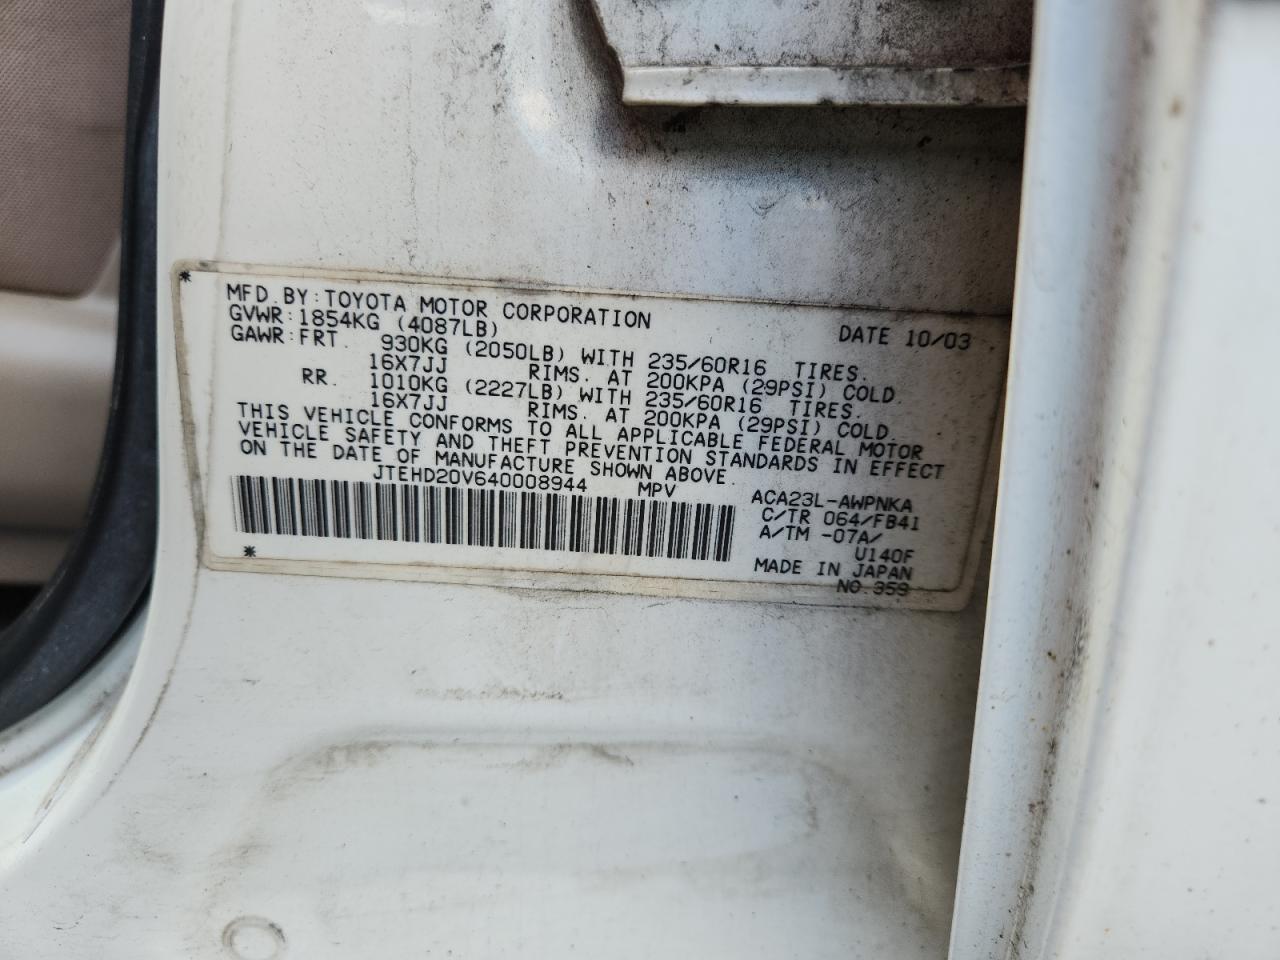 *
MFD. BY: TOYOTA MOTOR CORPORATION DATE 10/03
GVWR: 1854KG (4087LB)
GAWR: FRT. 930KG (2050LB) WITH 235/60R16 TIRES.
16X7JJ RIMS. AT 200KPA (29PSI) COLD.
RR. 1010KG (2227LB) WITH 235/60R16 TIRES.
16X7JJ RIMS. AT 200KPA (29PSI) COLD.
THIS VEHICLE CONFORMS TO ALL APPLICABLE FEDERAL MOTOR
VEHICLE SAFETY AND THEFT PREVENTION STANDARDS IN EFFECT
ON THE DATE OF MANUFACTURE SHOWN ABOVE.
JTEHD20V640008944 MPV
ACA23L-AWPNKA
C/TR 064/FB41
A/TM -07A/
U140F
MADE IN JAPAN
NO.359
*